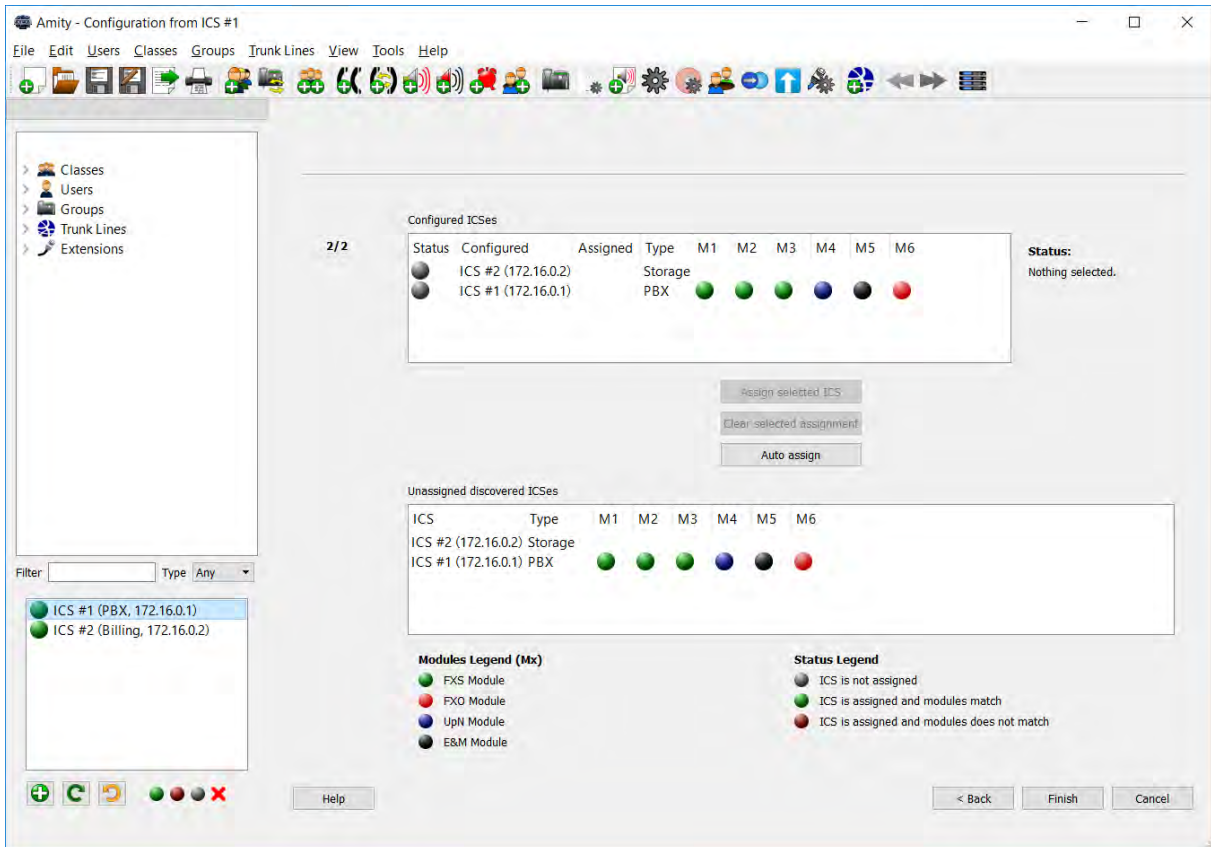 Amity - Configuration from ICS #1
File Edit Users Classes Groups Trunk Lines View Tools Help
Classes
Users
Groups
Trunk Lines
Extensions
Filter Type Any
ICS #1 (PBX, 172.16.0.1)
ICS #2 (Billing, 172.16.0.2)
2/2
Configured ICSes
Status Configured Assigned Type M1 M2 M3 M4 M5 M6
ICS #2 (172.16.0.2) Storage
ICS #1 (172.16.0.1) PBX
Status:
Nothing selected.
Assign selected ICS
Clear selected assignment
Auto assign
Unassigned discovered ICSes
ICS Type M1 M2 M3 M4 M5 M6
ICS #2 (172.16.0.2) Storage
ICS #1 (172.16.0.1) PBX
Modules Legend (Mx)
FXS Module
FXO Module
UpN Module
E&M Module
Status Legend
ICS is not assigned
ICS is assigned and modules match
ICS is assigned and modules does not match
Help < Back Finish Cancel